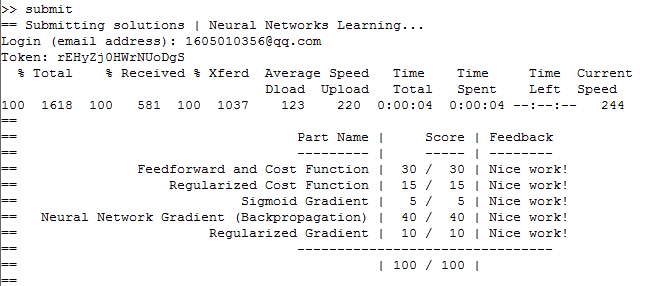 >> submit
== Submitting solutions | Neural Networks Learning...
Login (email address): 1605010356@qq.com
Token: rEHyZj0HWrNUoDgS
  % Total    % Received % Xferd  Average Speed   Time    Time     Time  Current
                                 Dload  Upload   Total   Spent    Left  Speed
100  1618  100   581  100  1037    123    220  0:00:04  0:00:04 --:--:--   244
==
==                                   Part Name |     Score | Feedback
==                                   --------- |     ----- | --------
==               Feedforward and Cost Function |  30 /  30 | Nice work!
==                   Regularized Cost Function |  15 /  15 | Nice work!
==                            Sigmoid Gradient |   5 /   5 | Nice work!
==   Neural Network Gradient (Backpropagation) |  40 /  40 | Nice work!
==                        Regularized Gradient |  10 /  10 | Nice work!
==                                   --------------------------------
==                                             | 100 / 100 |
==